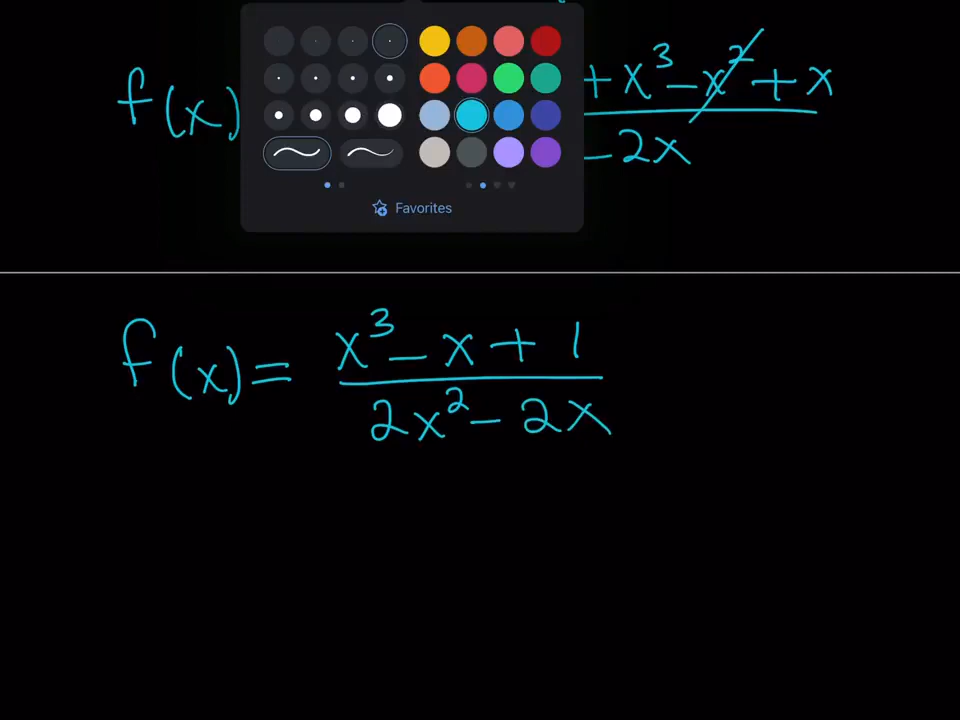 f(x) + x³ - x² + x
- 2x
Favorites
f(x) = x³ - x + 1
2x² - 2x